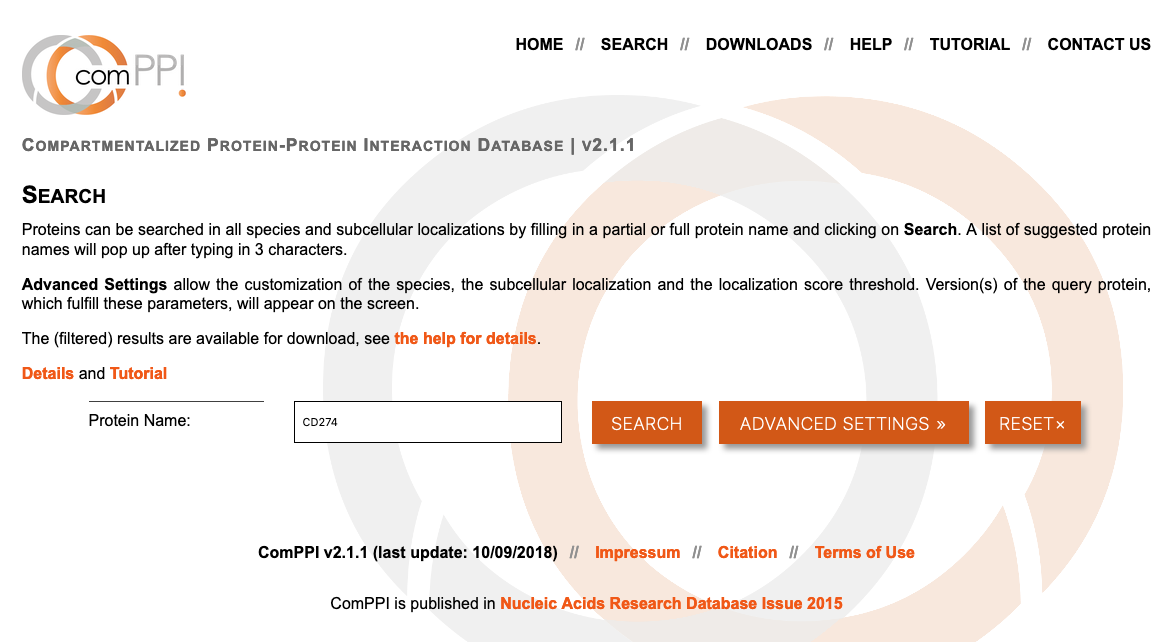 comPPI
HOME // SEARCH // DOWNLOADS // HELP // TUTORIAL // CONTACT US
Compartmentalized Protein-Protein Interaction Database | v2.1.1
Search
Proteins can be searched in all species and subcellular localizations by filling in a partial or full protein name and clicking on Search. A list of suggested protein
names will pop up after typing in 3 characters.
Advanced Settings allow the customization of the species, the subcellular localization and the localization score threshold. Version(s) of the query protein,
which fulfill these parameters, will appear on the screen.
The (filtered) results are available for download, see the help for details.
Details and Tutorial
Protein Name: CD274 SEARCH ADVANCED SETTINGS » RESET×
ComPPI v2.1.1 (last update: 10/09/2018) // Impressum // Citation // Terms of Use
ComPPI is published in Nucleic Acids Research Database Issue 2015